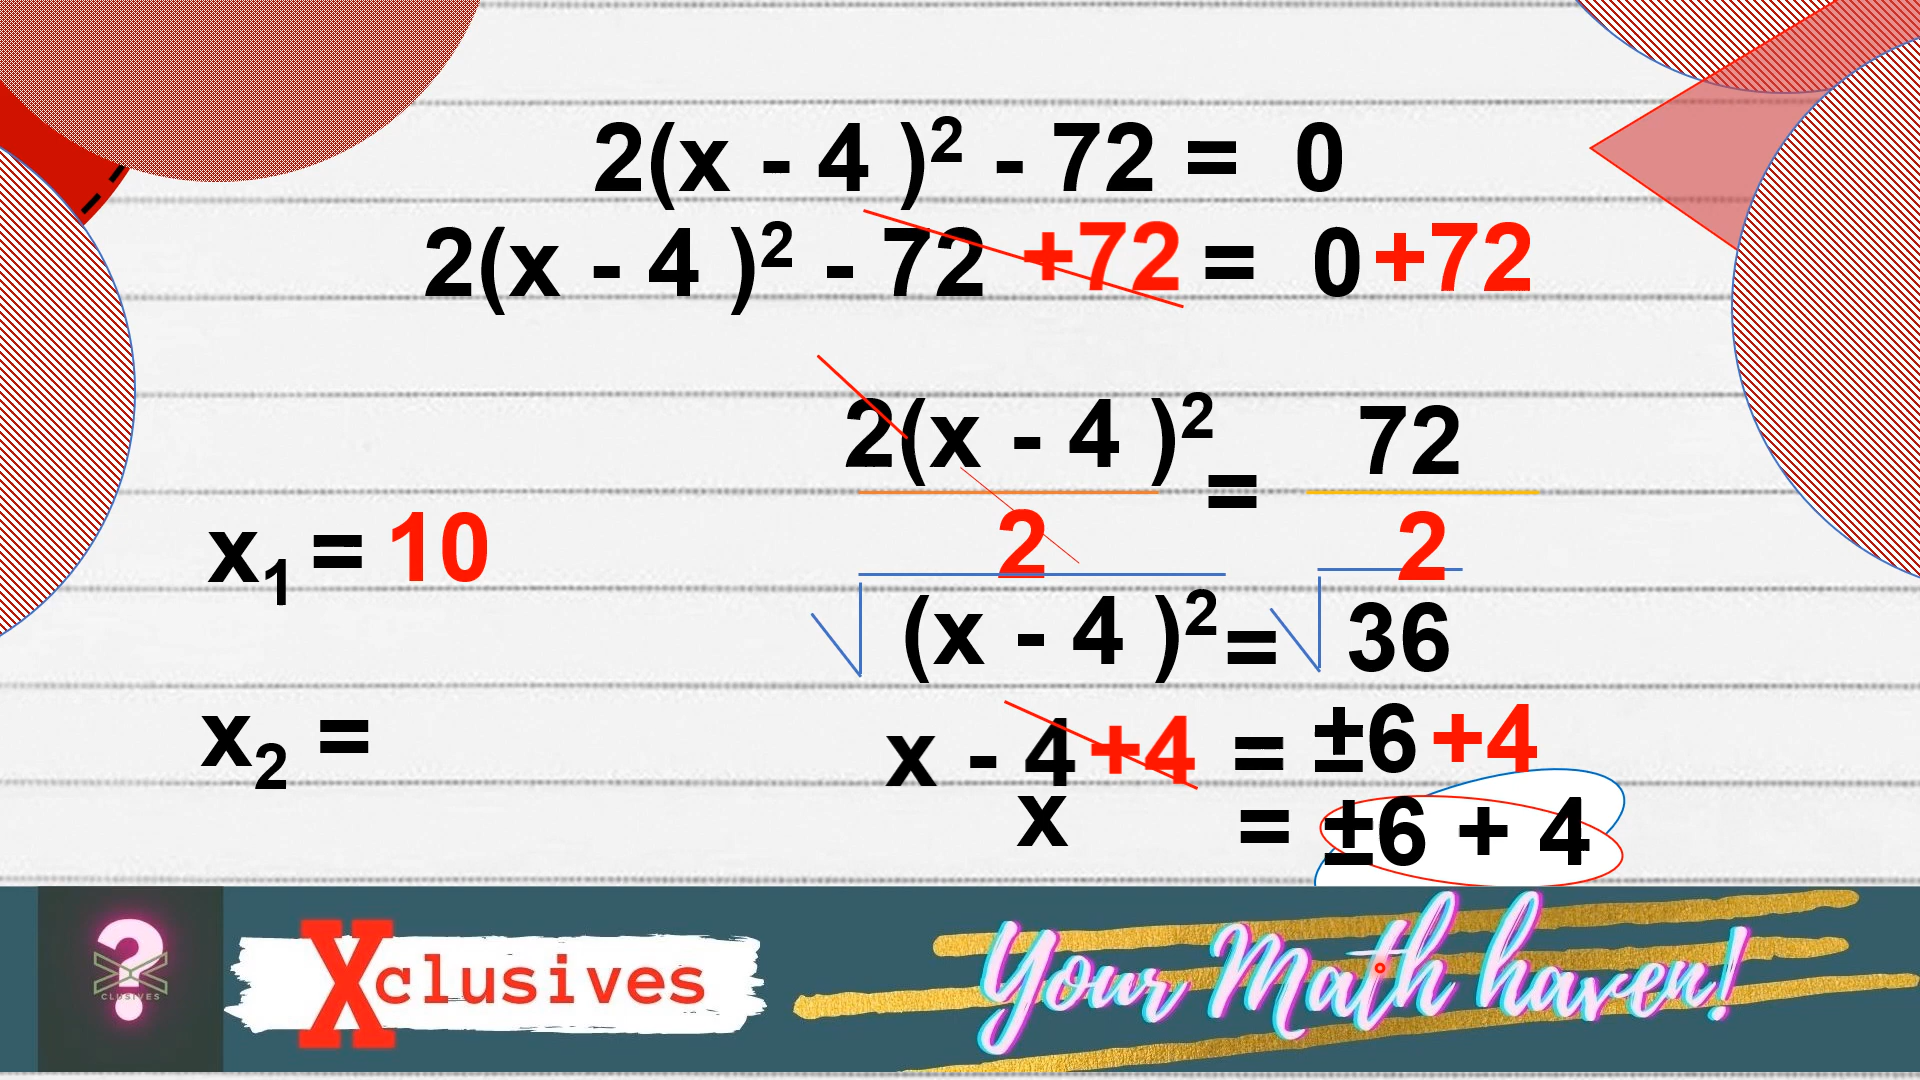 2(x - 4 )² - 72 = 0
2(x - 4 )² - 72 +72 = 0 +72
2(x - 4 )² = 72
2 2
√(x - 4 )² = √36
x - 4 +4 = ±6 +4
x = ±6 + 4
x₁ = 10
x₂ =
?
CLUSIVES
Xclusives
Your Math haven!